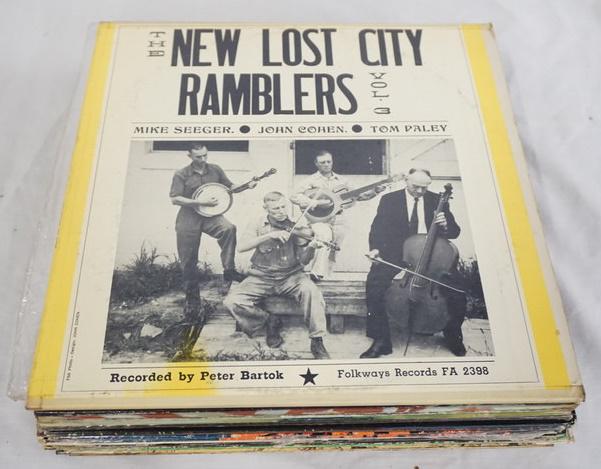 THE NEW LOST CITY
RAMBLERS VOL. 3
MIKE SEEGER. ● JOHN COHEN. ● TOM PALEY
Recorded by Peter Bartok ★ Folkways Records FA 2398